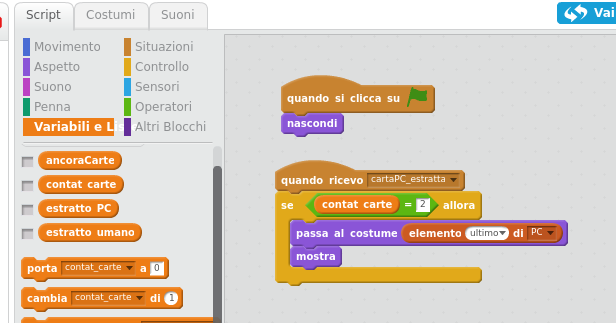 Script Costumi Suoni
Vai
Movimento Situazioni
Aspetto Controllo
Suono Sensori
Penna Operatori
Variabili e Li Altri Blocchi
ancoraCarte
contat carte
estratto PC
estratto umano
porta contat_carte a 0
cambia contat_carte di 1
quando si clicca su
nascondi
quando ricevo cartaPC_estratta
se contat carte = 2 allora
passa al costume elemento ultimo di PC
mostra